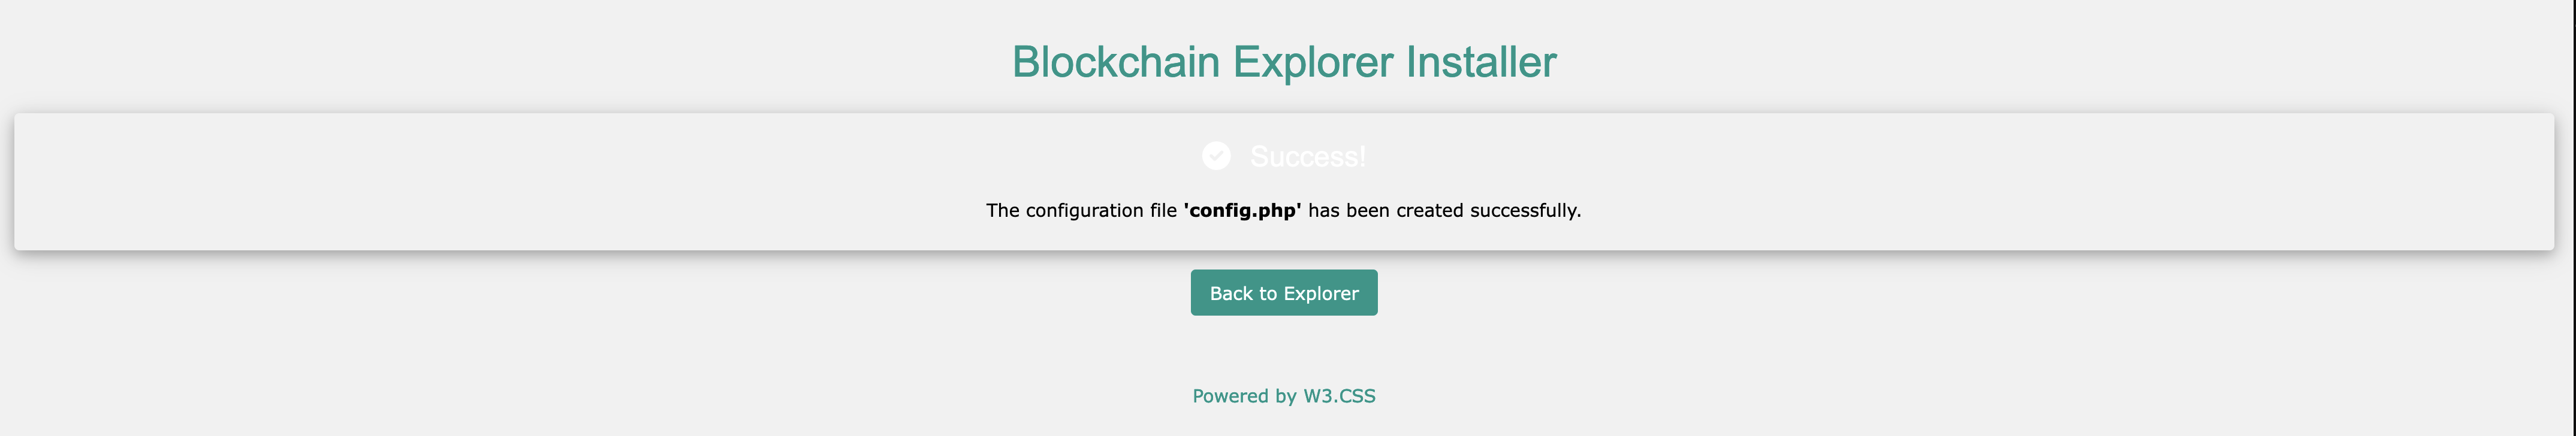 Blockchain Explorer Installer
Success!
The configuration file 'config.php' has been created successfully.
Back to Explorer
Powered by W3.CSS